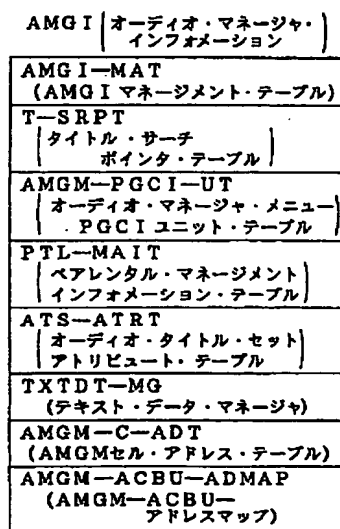 AMGI(オーディオ・マネージャ・
インフォメーション)
AMGI—MAT
(AMGIマネージメント・テーブル)
T—SRPT
(タイトル・サーチ
ポインタ・テーブル)
AMGM—PGCI—UT
(オーディオ・マネージャ・メニュー
PGCIユニット・テーブル)
PTL—MAIT
(ペアレンタル・マネージメント
インフォメーション・テーブル)
ATS—ATRT
(オーディオ・タイトル・セット
アトリビュート・テーブル)
TXTDT—MG
(テキスト・データ・マネージャ)
AMGM—C—ADT
(AMGMセル・アドレス・テーブル)
AMGM—ACBU—ADMAP
(AMGM—ACBU—
アドレスマップ)